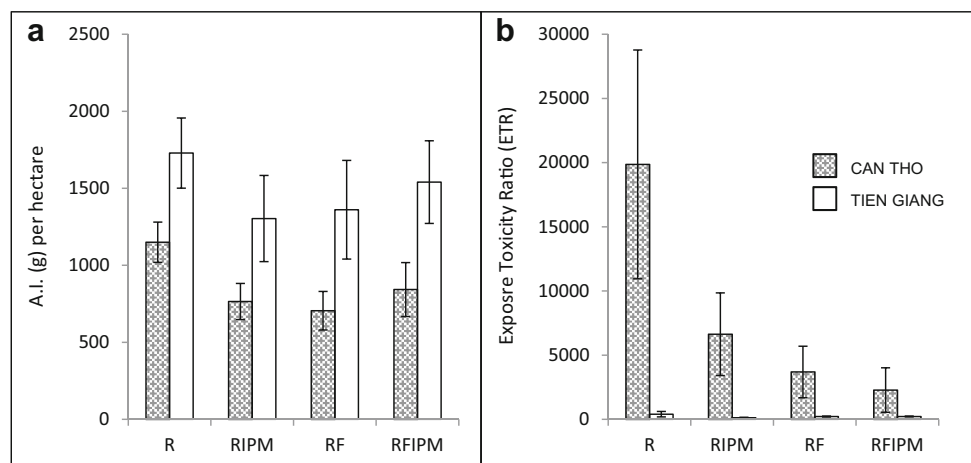 a
A.I. (g) per hectare
2500
2000
1500
1000
500
0
R RIPM RF RFIPM
b
Exposre Toxicity Ratio (ETR)
30000
25000
20000
15000
10000
5000
0
R RIPM RF RFIPM
CAN THO
TIEN GIANG